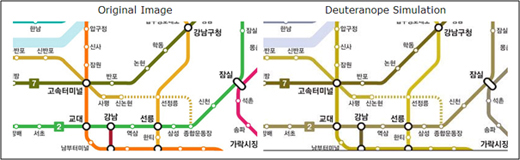 Original Image
Deuteranope Simulation
한남
압구정
강남구청
신사
학동
잠실
반포
신반포
논현
잠원
7
반포
잠실
고속터미널
사평
신논현
선정릉
신천
석촌
교대
강남
선릉
송파
2
서초
역삼
삼성
종합운동장
한티
남부터미널
가락시장
한남
압구정
강남구청
신사
학동
잠실
반포
신반포
논현
잠원
7
반포
잠실
고속터미널
사평
신논현
선정릉
신천
석촌
교대
강남
선릉
송파
2
서초
역삼
삼성
종합운동장
한티
남부터미널
가락시장